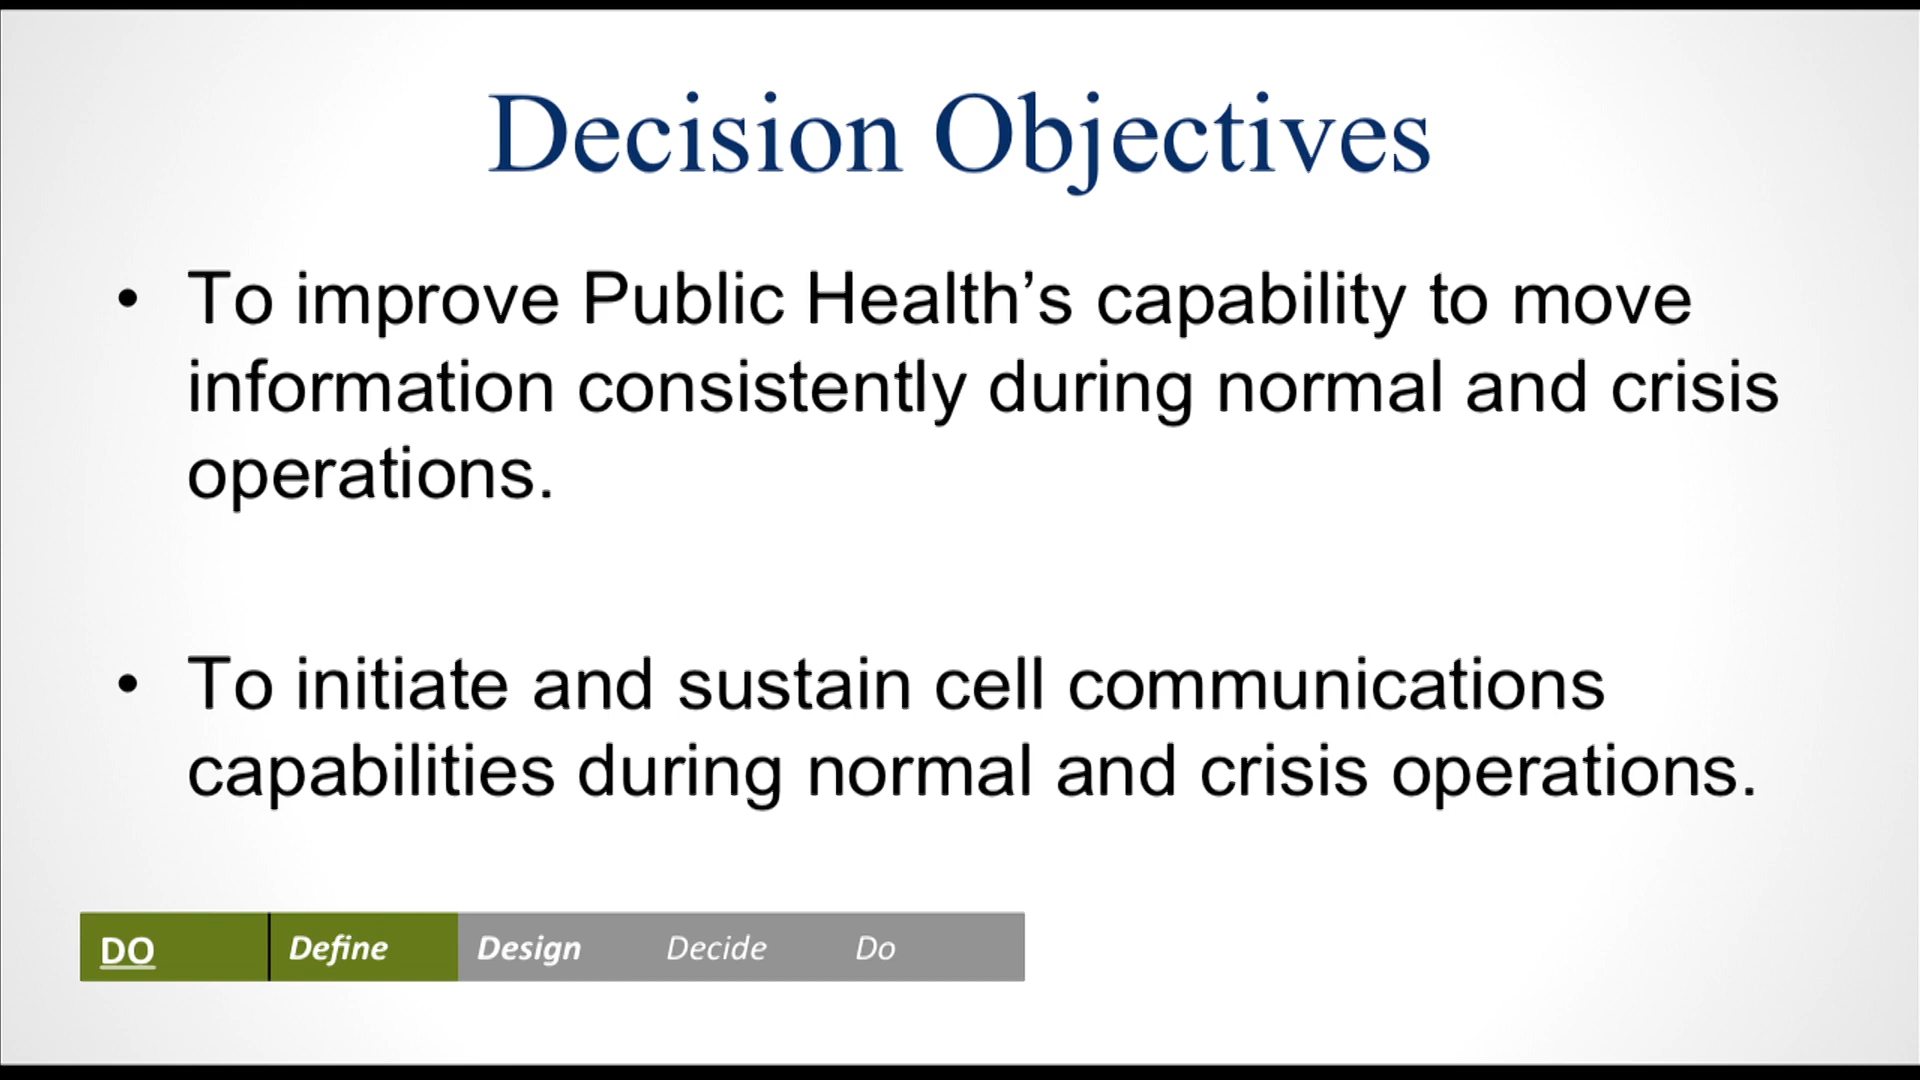 Decision Objectives
• To improve Public Health’s capability to move
information consistently during normal and crisis
operations.
• To initiate and sustain cell communications
capabilities during normal and crisis operations.
DO Define Design Decide Do